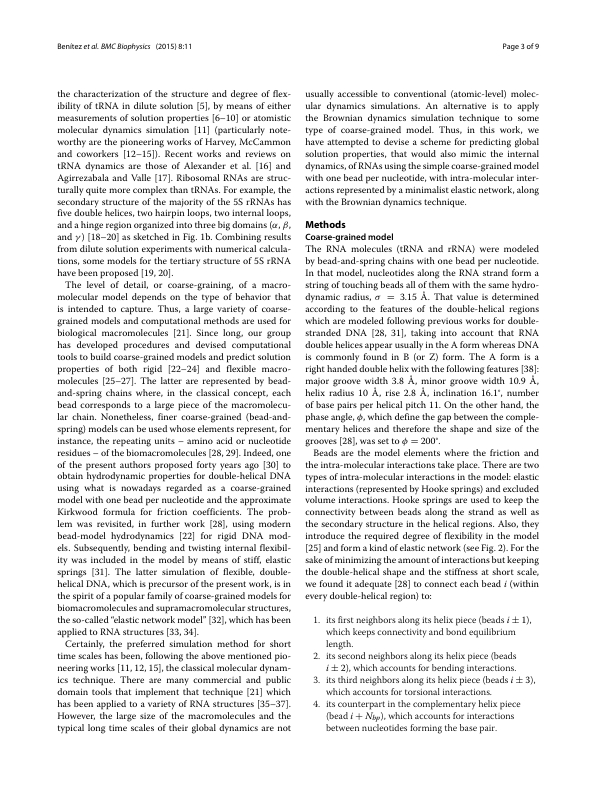 Benítez et al. BMC Biophysics (2015) 8:11
Page 3 of 9
the characterization of the structure and degree of flex-
ibility of tRNA in dilute solution [5], by means of either
measurements of solution properties [6–10] or atomistic
molecular dynamics simulation [11] (particularly note-
worthy are the pioneering works of Harvey, McCammon
and coworkers [12–15]). Recent works and reviews on
tRNA dynamics are those of Alexander et al. [16] and
Agirrezabala and Valle [17]. Ribosomal RNAs are struc-
turally quite more complex than tRNAs. For example, the
secondary structure of the majority of the 5S rRNAs has
five double helices, two hairpin loops, two internal loops,
and a hinge region organized into three big domains (α, β,
and γ) [18–20] as sketched in Fig. 1b. Combining results
from dilute solution experiments with numerical calcula-
tions, some models for the tertiary structure of 5S rRNA
have been proposed [19, 20].
The level of detail, or coarse-graining, of a macro-
molecular model depends on the type of behavior that
is intended to capture. Thus, a large variety of coarse-
grained models and computational methods are used for
biological macromolecules [21]. Since long, our group
has developed procedures and devised computational
tools to build coarse-grained models and predict solution
properties of both rigid [22–24] and flexible macro-
molecules [25–27]. The latter are represented by bead-
and-spring chains where, in the classical concept, each
bead corresponds to a large piece of the macromolecu-
lar chain. Nonetheless, finer coarse-grained (bead-and-
spring) models can be used whose elements represent, for
instance, the repeating units – amino acid or nucleotide
residues – of the biomacromolecules [28, 29]. Indeed, one
of the present authors proposed forty years ago [30] to
obtain hydrodynamic properties for double-helical DNA
using what is nowadays regarded as a coarse-grained
model with one bead per nucleotide and the approximate
Kirkwood formula for friction coefficients. The prob-
lem was revisited, in further work [28], using modern
bead-model hydrodynamics [22] for rigid DNA mod-
els. Subsequently, bending and twisting internal flexibil-
ity was included in the model by means of stiff, elastic
springs [31]. The latter simulation of flexible, double-
helical DNA, which is precursor of the present work, is in
the spirit of a popular family of coarse-grained models for
biomacromolecules and supramacromolecular structures,
the so-called “elastic network model” [32], which has been
applied to RNA structures [33, 34].
Certainly, the preferred simulation method for short
time scales has been, following the above mentioned pio-
neering works [11, 12, 15], the classical molecular dynam-
ics technique. There are many commercial and public
domain tools that implement that technique [21] which
has been applied to a variety of RNA structures [35–37].
However, the large size of the macromolecules and the
typical long time scales of their global dynamics are not
usually accessible to conventional (atomic-level) molec-
ular dynamics simulations. An alternative is to apply
the Brownian dynamics simulation technique to some
type of coarse-grained model. Thus, in this work, we
have attempted to devise a scheme for predicting global
solution properties, that would also mimic the internal
dynamics, of RNAs using the simple coarse-grained model
with one bead per nucleotide, with intra-molecular inter-
actions represented by a minimalist elastic network, along
with the Brownian dynamics technique.
Methods
Coarse-grained model
The RNA molecules (tRNA and rRNA) were modeled
by bead-and-spring chains with one bead per nucleotide.
In that model, nucleotides along the RNA strand form a
string of touching beads all of them with the same hydro-
dynamic radius, σ = 3.15 Å. That value is determined
according to the features of the double-helical regions
which are modeled following previous works for double-
stranded DNA [28, 31], taking into account that RNA
double helices appear usually in the A form whereas DNA
is commonly found in B (or Z) form. The A form is a
right handed double helix with the following features [38]:
major groove width 3.8 Å, minor groove width 10.9 Å,
helix radius 10 Å, rise 2.8 Å, inclination 16.1°, number
of base pairs per helical pitch 11. On the other hand, the
phase angle, ϕ, which define the gap between the comple-
mentary helices and therefore the shape and size of the
grooves [28], was set to ϕ = 200°.
Beads are the model elements where the friction and
the intra-molecular interactions take place. There are two
types of intra-molecular interactions in the model: elastic
interactions (represented by Hooke springs) and excluded
volume interactions. Hooke springs are used to keep the
connectivity between beads along the strand as well as
the secondary structure in the helical regions. Also, they
introduce the required degree of flexibility in the model
[25] and form a kind of elastic network (see Fig. 2). For the
sake of minimizing the amount of interactions but keeping
the double-helical shape and the stiffness at short scale,
we found it adequate [28] to connect each bead i (within
every double-helical region) to:
1. its first neighbors along its helix piece (beads i ± 1),
which keeps connectivity and bond equilibrium
length.
2. its second neighbors along its helix piece (beads
i ± 2), which accounts for bending interactions.
3. its third neighbors along its helix piece (beads i ± 3),
which accounts for torsional interactions.
4. its counterpart in the complementary helix piece
(bead i + Nbp), which accounts for interactions
between nucleotides forming the base pair.